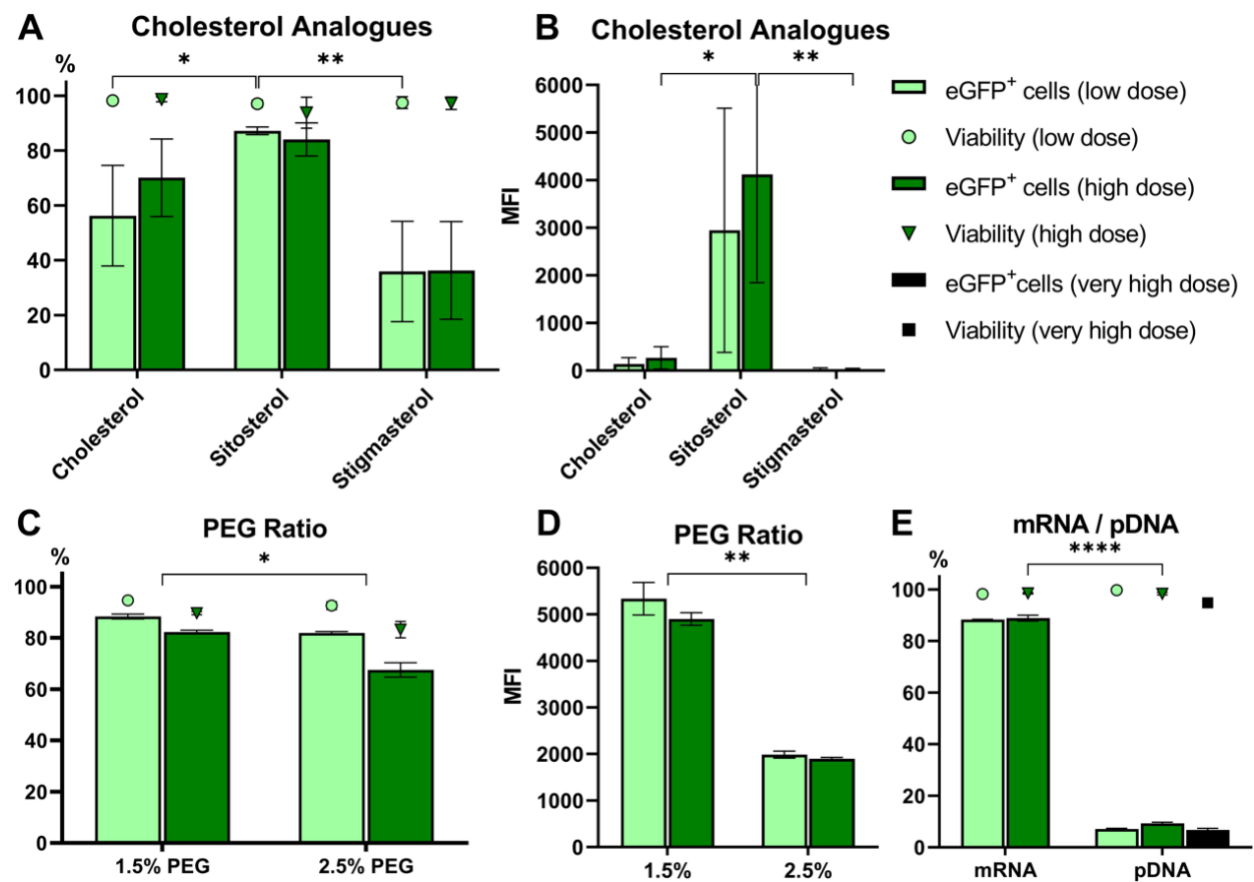 A
Cholesterol Analogues
%
*
**
100
80
60
40
20
0
Cholesterol
Sitosterol
Stigmasterol
B
Cholesterol Analogues
*
**
MFI
6000
5000
4000
3000
2000
1000
0
Cholesterol
Sitosterol
Stigmasterol
eGFP⁺ cells (low dose)
Viability (low dose)
eGFP⁺ cells (high dose)
Viability (high dose)
eGFP⁺cells (very high dose)
Viability (very high dose)
C
PEG Ratio
%
*
100
80
60
40
20
0
1.5% PEG
2.5% PEG
D
PEG Ratio
**
MFI
6000
5000
4000
3000
2000
1000
0
1.5%
2.5%
E
mRNA / pDNA
%
****
100
80
60
40
20
0
mRNA
pDNA